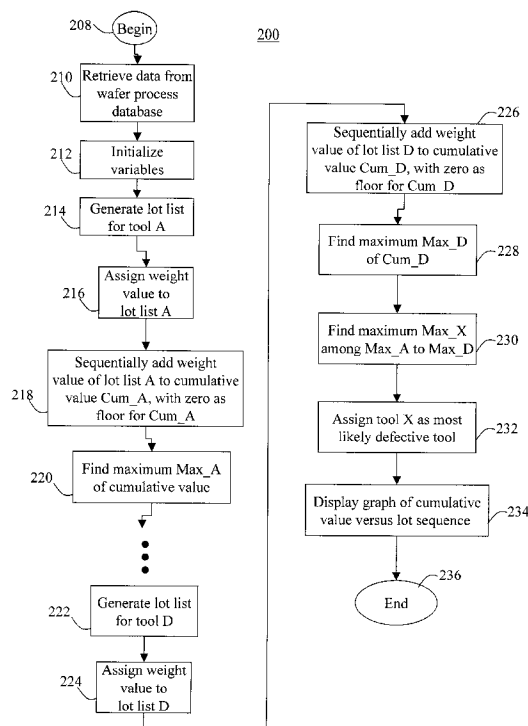 200
208
Begin
210
Retrieve data from
wafer process
database
212
Initialize
variables
214
Generate lot list
for tool A
216
Assign weight
value to
lot list A
218
Sequentially add weight
value of lot list A to cumulative
value Cum_A, with zero as
floor for Cum_A
220
Find maximum Max_A
of cumulative value
222
Generate lot list
for tool D
224
Assign weight
value to
lot list D
226
Sequentially add weight
value of lot list D to cumulative
value Cum_D, with zero as
floor for Cum_D
228
Find maximum Max_D
of Cum_D
230
Find maximum Max_X
among Max_A to Max_D
232
Assign tool X as most
likely defective tool
234
Display graph of cumulative
value versus lot sequence
236
End